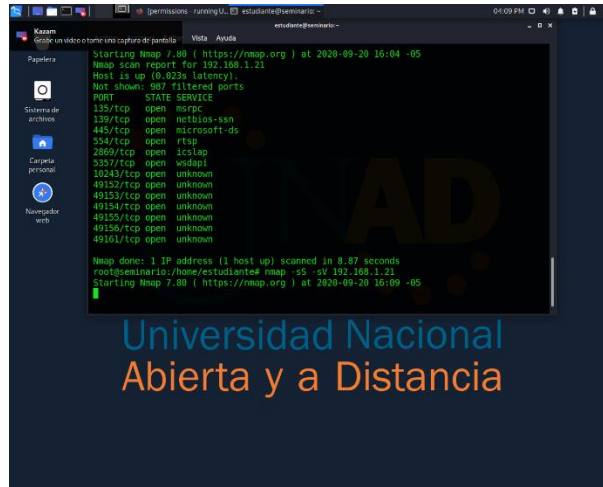 [permissions - running U...
estudiante@seminario: ~
04:09 PM
Kazam
Grabe un vídeo o tome una captura de pantalla
estudiante@seminario: ~
Vista Ayuda
Papelera
Sistema de
archivos
Carpeta
personal
Navegador
web
Starting Nmap 7.80 ( https://nmap.org ) at 2020-09-20 16:04 -05
Nmap scan report for 192.168.1.21
Host is up (0.023s latency).
Not shown: 987 filtered ports
PORT STATE SERVICE
135/tcp open msrpc
139/tcp open netbios-ssn
445/tcp open microsoft-ds
554/tcp open rtsp
2869/tcp open icslap
5357/tcp open wsdapi
10243/tcp open unknown
49152/tcp open unknown
49153/tcp open unknown
49154/tcp open unknown
49155/tcp open unknown
49156/tcp open unknown
49161/tcp open unknown
Nmap done: 1 IP address (1 host up) scanned in 8.87 seconds
root@seminario:/home/estudiante# nmap -sS -sV 192.168.1.21
Starting Nmap 7.80 ( https://nmap.org ) at 2020-09-20 16:09 -05
Universidad Nacional
Abierta y a Distancia